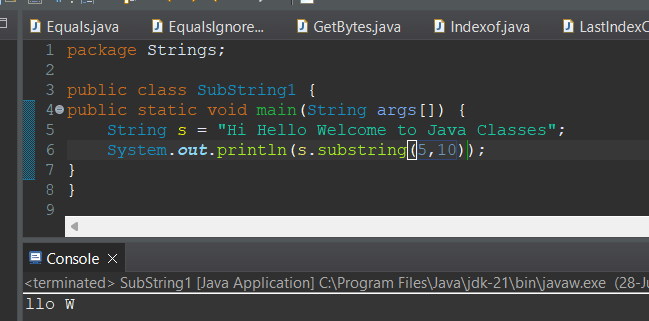 Equals.java EqualsIgnore... GetBytes.java Indexof.java LastIndexC
1 package Strings;
2
3 public class SubString1 {
4 public static void main(String args[]) {
5 String s = "Hi Hello Welcome to Java Classes";
6 System.out.println(s.substring(5,10));
7 }
8 }
9
Console
<terminated> SubString1 [Java Application] C:\Program Files\Java\jdk-21\bin\javaw.exe (28-Ju
llo W